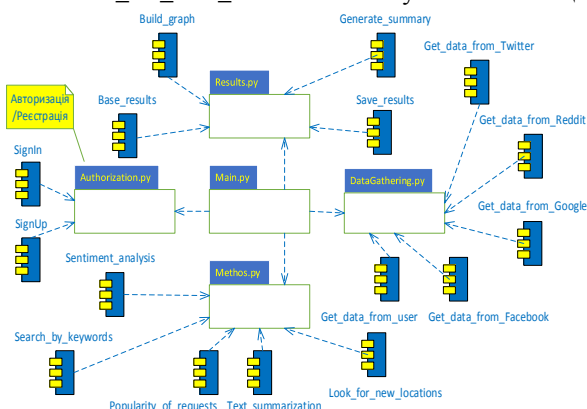 Build_graph
Generate_summary
Get_data_from_Twitter
Results.py
Авторизація
/Реєстрація
Base_results
Save_results
Get_data_from_Reddit
SignIn
Authorization.py
Main.py
DataGathering.py
Get_data_from_Google
SignUp
Sentiment_analysis
Methos.py
Get_data_from_user
Get_data_from_Facebook
Search_by_keywords
Look_for_new_locations
Popularity_of_requests
Text_summarization